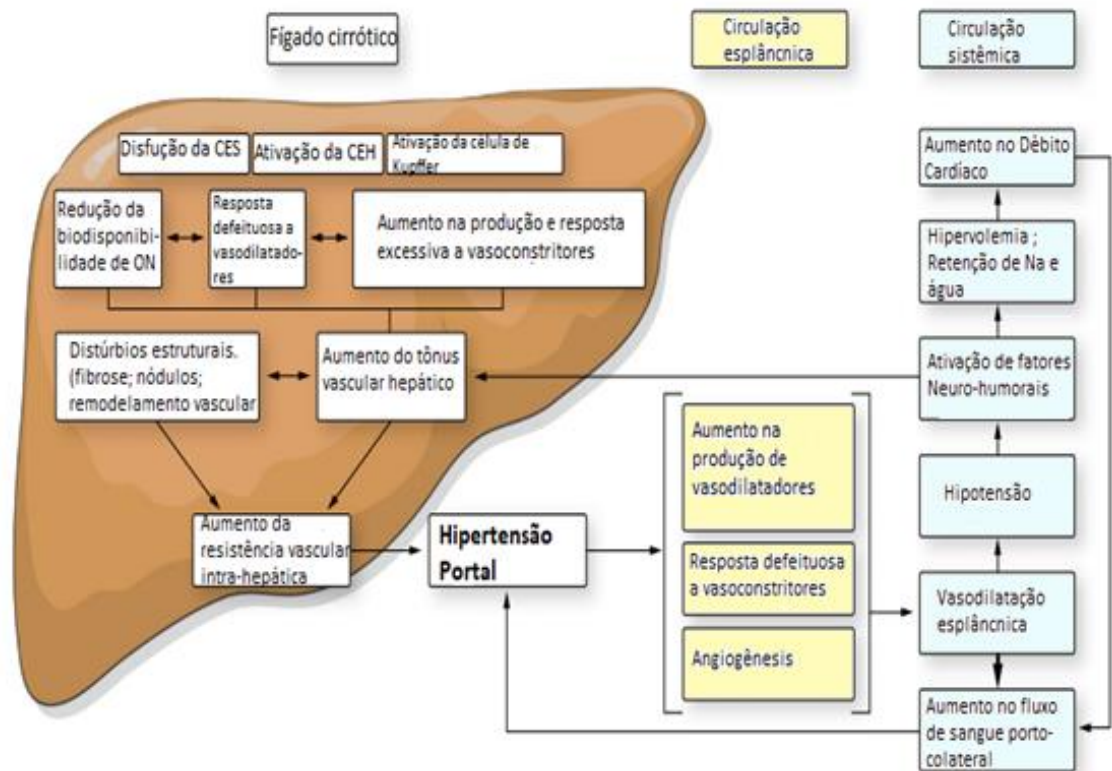 Fígado cirrótico
Circulação
esplâncnica
Circulação
sistêmica
Disfução da CES
Ativação da CEH
Ativação da célula de
Kupffer
Redução da
biodisponibi-
lidade de ON
Resposta
defeituosa a
vasodilatado-
res
Aumento na produção e resposta
excessiva a vasoconstritores
Distúrbios estruturais.
(fibrose; nódulos;
remodelamento vascular
Aumento do tônus
vascular hepático
Aumento da
resistência vascular
intra-hepática
Hipertensão
Portal
Aumento na
produção de
vasodilatadores
Resposta defeituosa
a vasoconstritores
Angiogênesis
Aumento no Dèbito
Cardíaco
Hipervolemia ;
Retenção de Na e
água
Ativação de fatores
Neuro-humorais
Hipotensão
Vasodilatação
esplâncnica
Aumento no fluxo
de sangue porto-
colateral